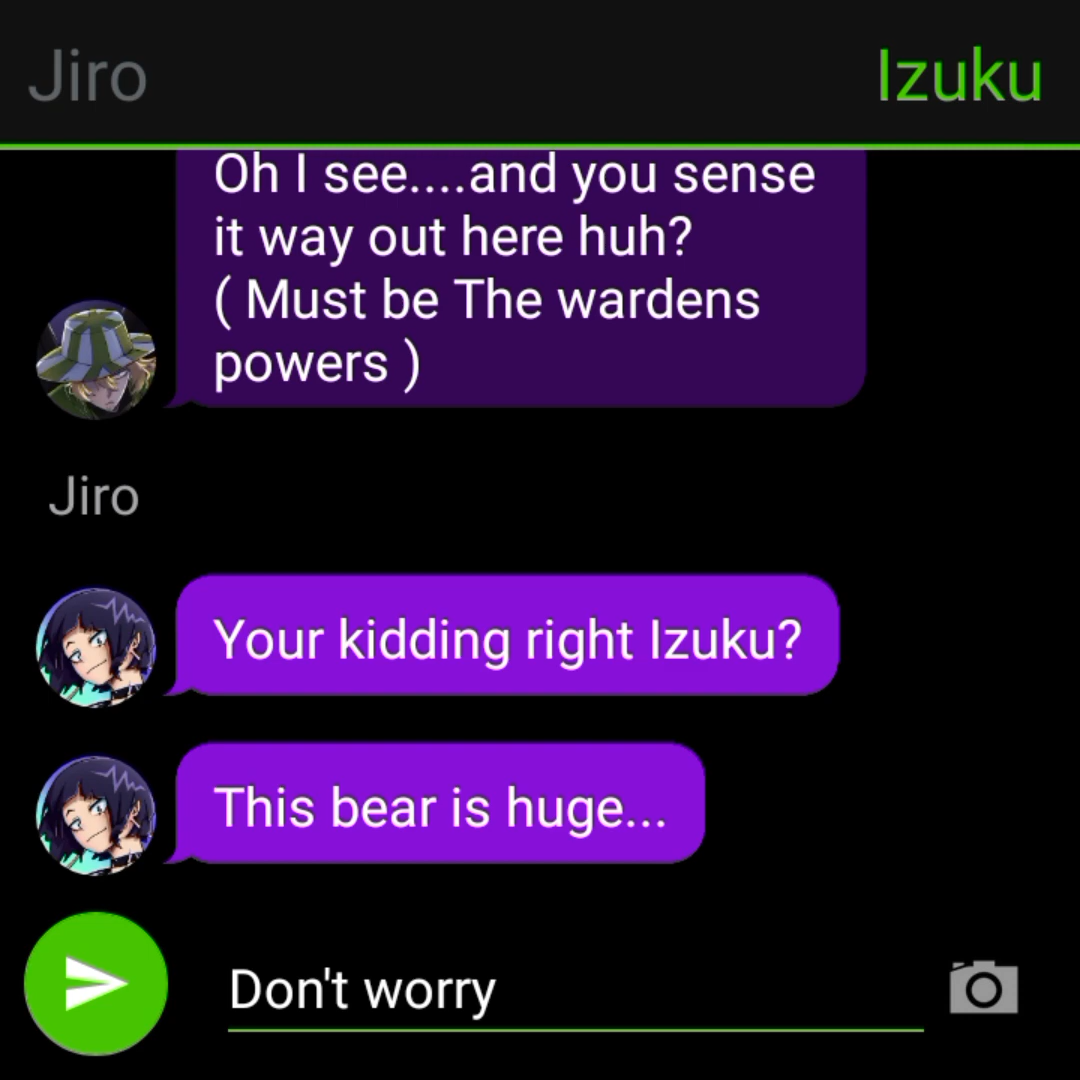 Jiro
Izuku
Oh I see....and you sense
it way out here huh?
( Must be The wardens
powers )
Jiro
Your kidding right Izuku?
This bear is huge...
Don't worry